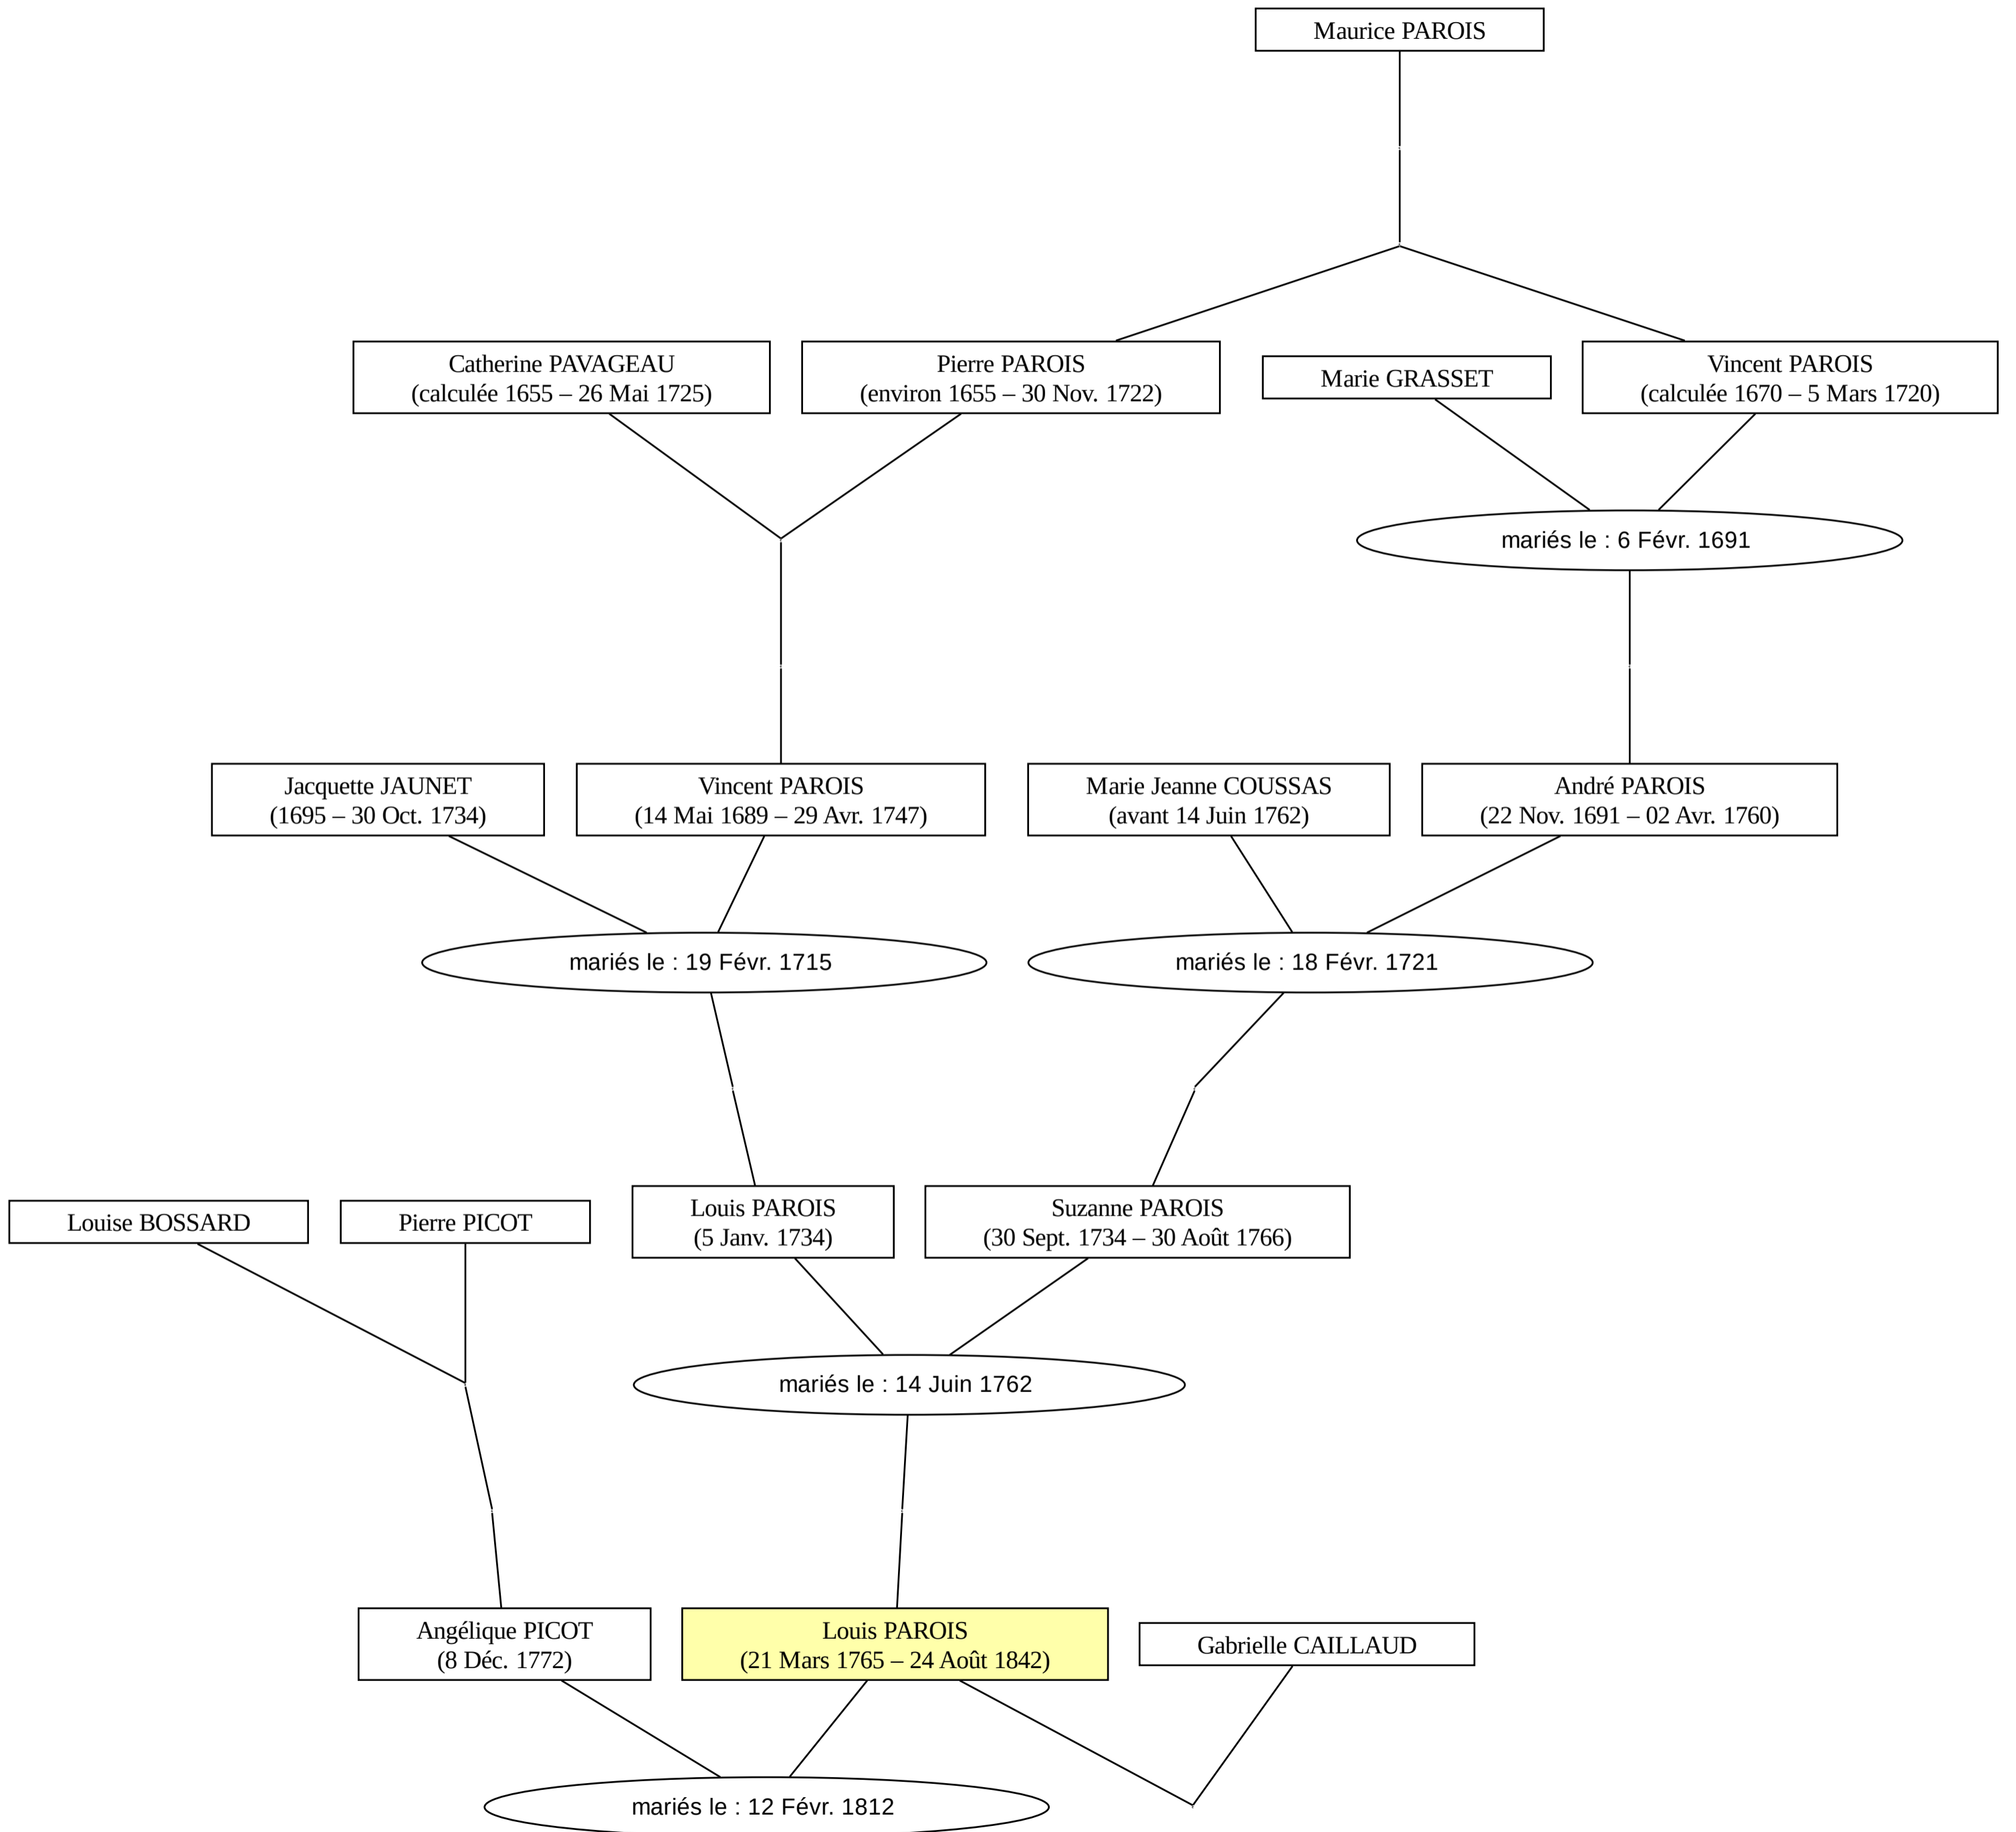 Maurice PAROIS
Catherine PAVAGEAU
(calculée 1655 – 26 Mai 1725)
Pierre PAROIS
(environ 1655 – 30 Nov. 1722)
Marie GRASSET
Vincent PAROIS
(calculée 1670 – 5 Mars 1720)
mariés le : 6 Févr. 1691
Jacquette JAUNET
(1695 – 30 Oct. 1734)
Vincent PAROIS
(14 Mai 1689 – 29 Avr. 1747)
Marie Jeanne COUSSAS
(avant 14 Juin 1762)
André PAROIS
(22 Nov. 1691 – 02 Avr. 1760)
mariés le : 19 Févr. 1715
mariés le : 18 Févr. 1721
Louise BOSSARD
Pierre PICOT
Louis PAROIS
(5 Janv. 1734)
Suzanne PAROIS
(30 Sept. 1734 – 30 Août 1766)
mariés le : 14 Juin 1762
Angélique PICOT
(8 Déc. 1772)
Louis PAROIS
(21 Mars 1765 – 24 Août 1842)
Gabrielle CAILLAUD
mariés le : 12 Févr. 1812